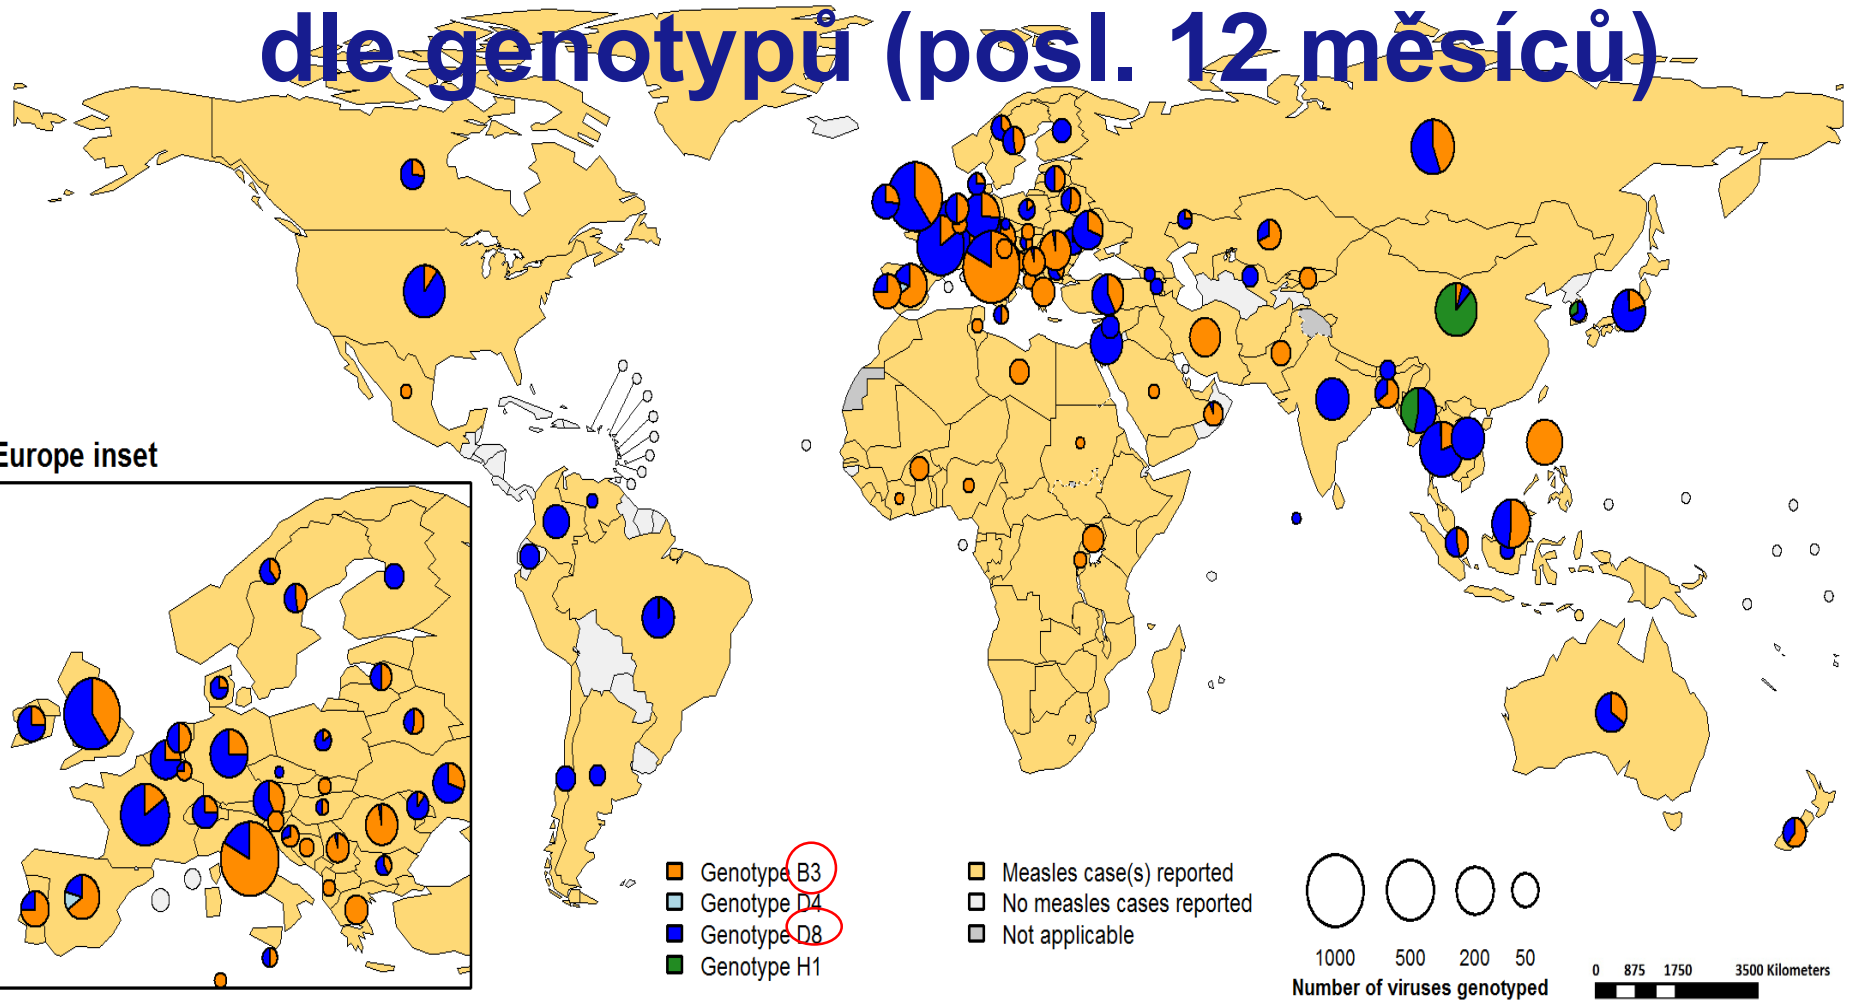 dle genotypů (posl. 12 měsíců)
Europe inset
Genotype B3
Genotype D4
Genotype D8
Genotype H1
Measles case(s) reported
No measles cases reported
Not applicable
1000 500 200 50
Number of viruses genotyped
0 875 1750 3500 Kilometers